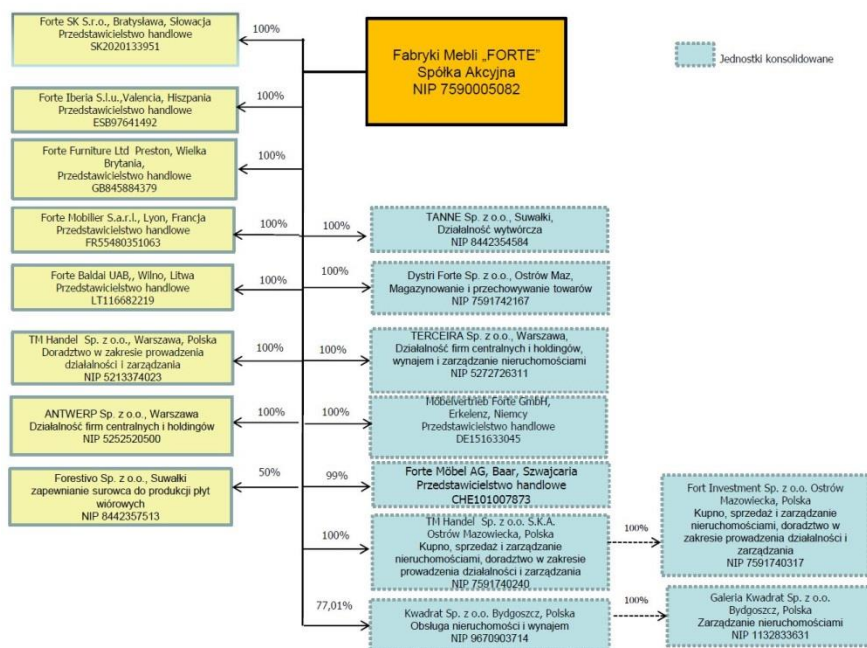 Fabryki Mebli „FORTE”
Spółka Akcyjna
NIP 7590005082
Jednostki konsolidowane
Forte SK S.r.o., Bratysława, Słowacja
Przedstawicielstwo handlowe
SK2020133951
100%
Forte Iberia S.l.u.,Valencia, Hiszpania
Przedstawicielstwo handlowe
ESB97641492
100%
Forte Furniture Ltd Preston, Wielka
Brytania,
Przedstawicielstwo handlowe
GB845884379
100%
Forte Mobilier S.a.r.l., Lyon, Francja
Przedstawicielstwo handlowe
FR55480351063
100%
100%
TANNE Sp. z o.o., Suwałki,
Działalność wytwórcza
NIP 8442354584
Forte Baldai UAB,, Wilno, Litwa
Przedstawicielstwo handlowe
LT116682219
100%
100%
Dystri Forte Sp. z o.o., Ostrów Maz,
Magazynowanie i przechowywanie towarów
NIP 7591742167
TM Handel Sp. z o.o., Warszawa, Polska
Doradztwo w zakresie prowadzenia
działalności i zarządzania
NIP 5213374023
100%
100%
TERCEIRA Sp. z o.o., Warszawa,
Działalność firm centralnych i holdingów,
wynajem i zarządzanie nieruchomościami
NIP 5272726311
ANTWERP Sp. z o.o., Warszawa
Działalność firm centralnych i holdingów
NIP 5252520500
100%
100%
Möbelvertrieb Forte GmbH,
Erkelenz, Niemcy
Przedstawicielstwo handlowe
DE151633045
Forestivo Sp. z o.o., Suwałki
zapewnianie surowca do produkcji płyt
wiórowych
NIP 8442357513
50%
99%
Forte Möbel AG, Baar, Szwajcaria
Przedstawicielstwo handlowe
CHE101007873
100%
TM Handel Sp. z o.o. S.K.A.
Ostrów Mazowiecka, Polska
Kupno, sprzedaż i zarządzanie
nieruchomościami, doradztwo w zakresie
prowadzenia działalności i zarządzania
NIP 7591740240
100%
Fort Investment Sp. z o.o. Ostrów
Mazowiecka, Polska
Kupno, sprzedaż i zarządzanie
nieruchomościami, doradztwo w
zakresie prowadzenia działalności i
zarządzania
NIP 7591740317
77,01%
Kwadrat Sp. z o.o. Bydgoszcz, Polska
Obsługa nieruchomości i wynajem
NIP 9670903714
100%
Galeria Kwadrat Sp. z o.o.
Bydgoszcz, Polska
Zarządzanie nieruchomościami
NIP 1132833631